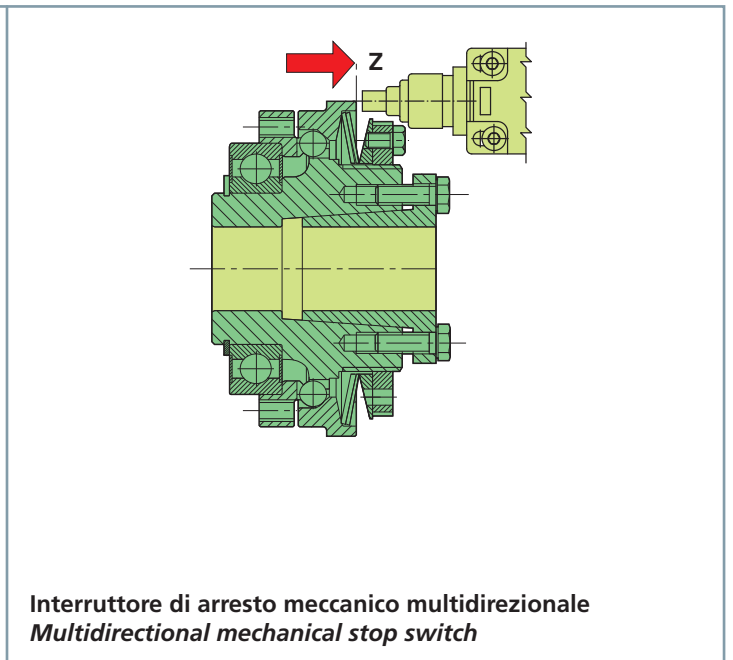 Z
Interruttore di arresto meccanico multidirezionale
Multidirectional mechanical stop switch